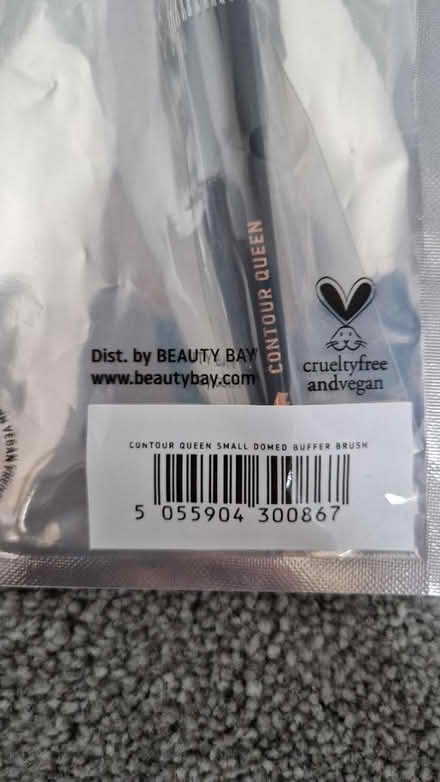 CONTOUR QUEEN
Dist. by BEAUTY BAY
www.beautybay.com
crueltyfree
andvegan
CONTOUR QUEEN SMALL DOMED BUFFER BRUSH
5 055904 300867
VEGAN